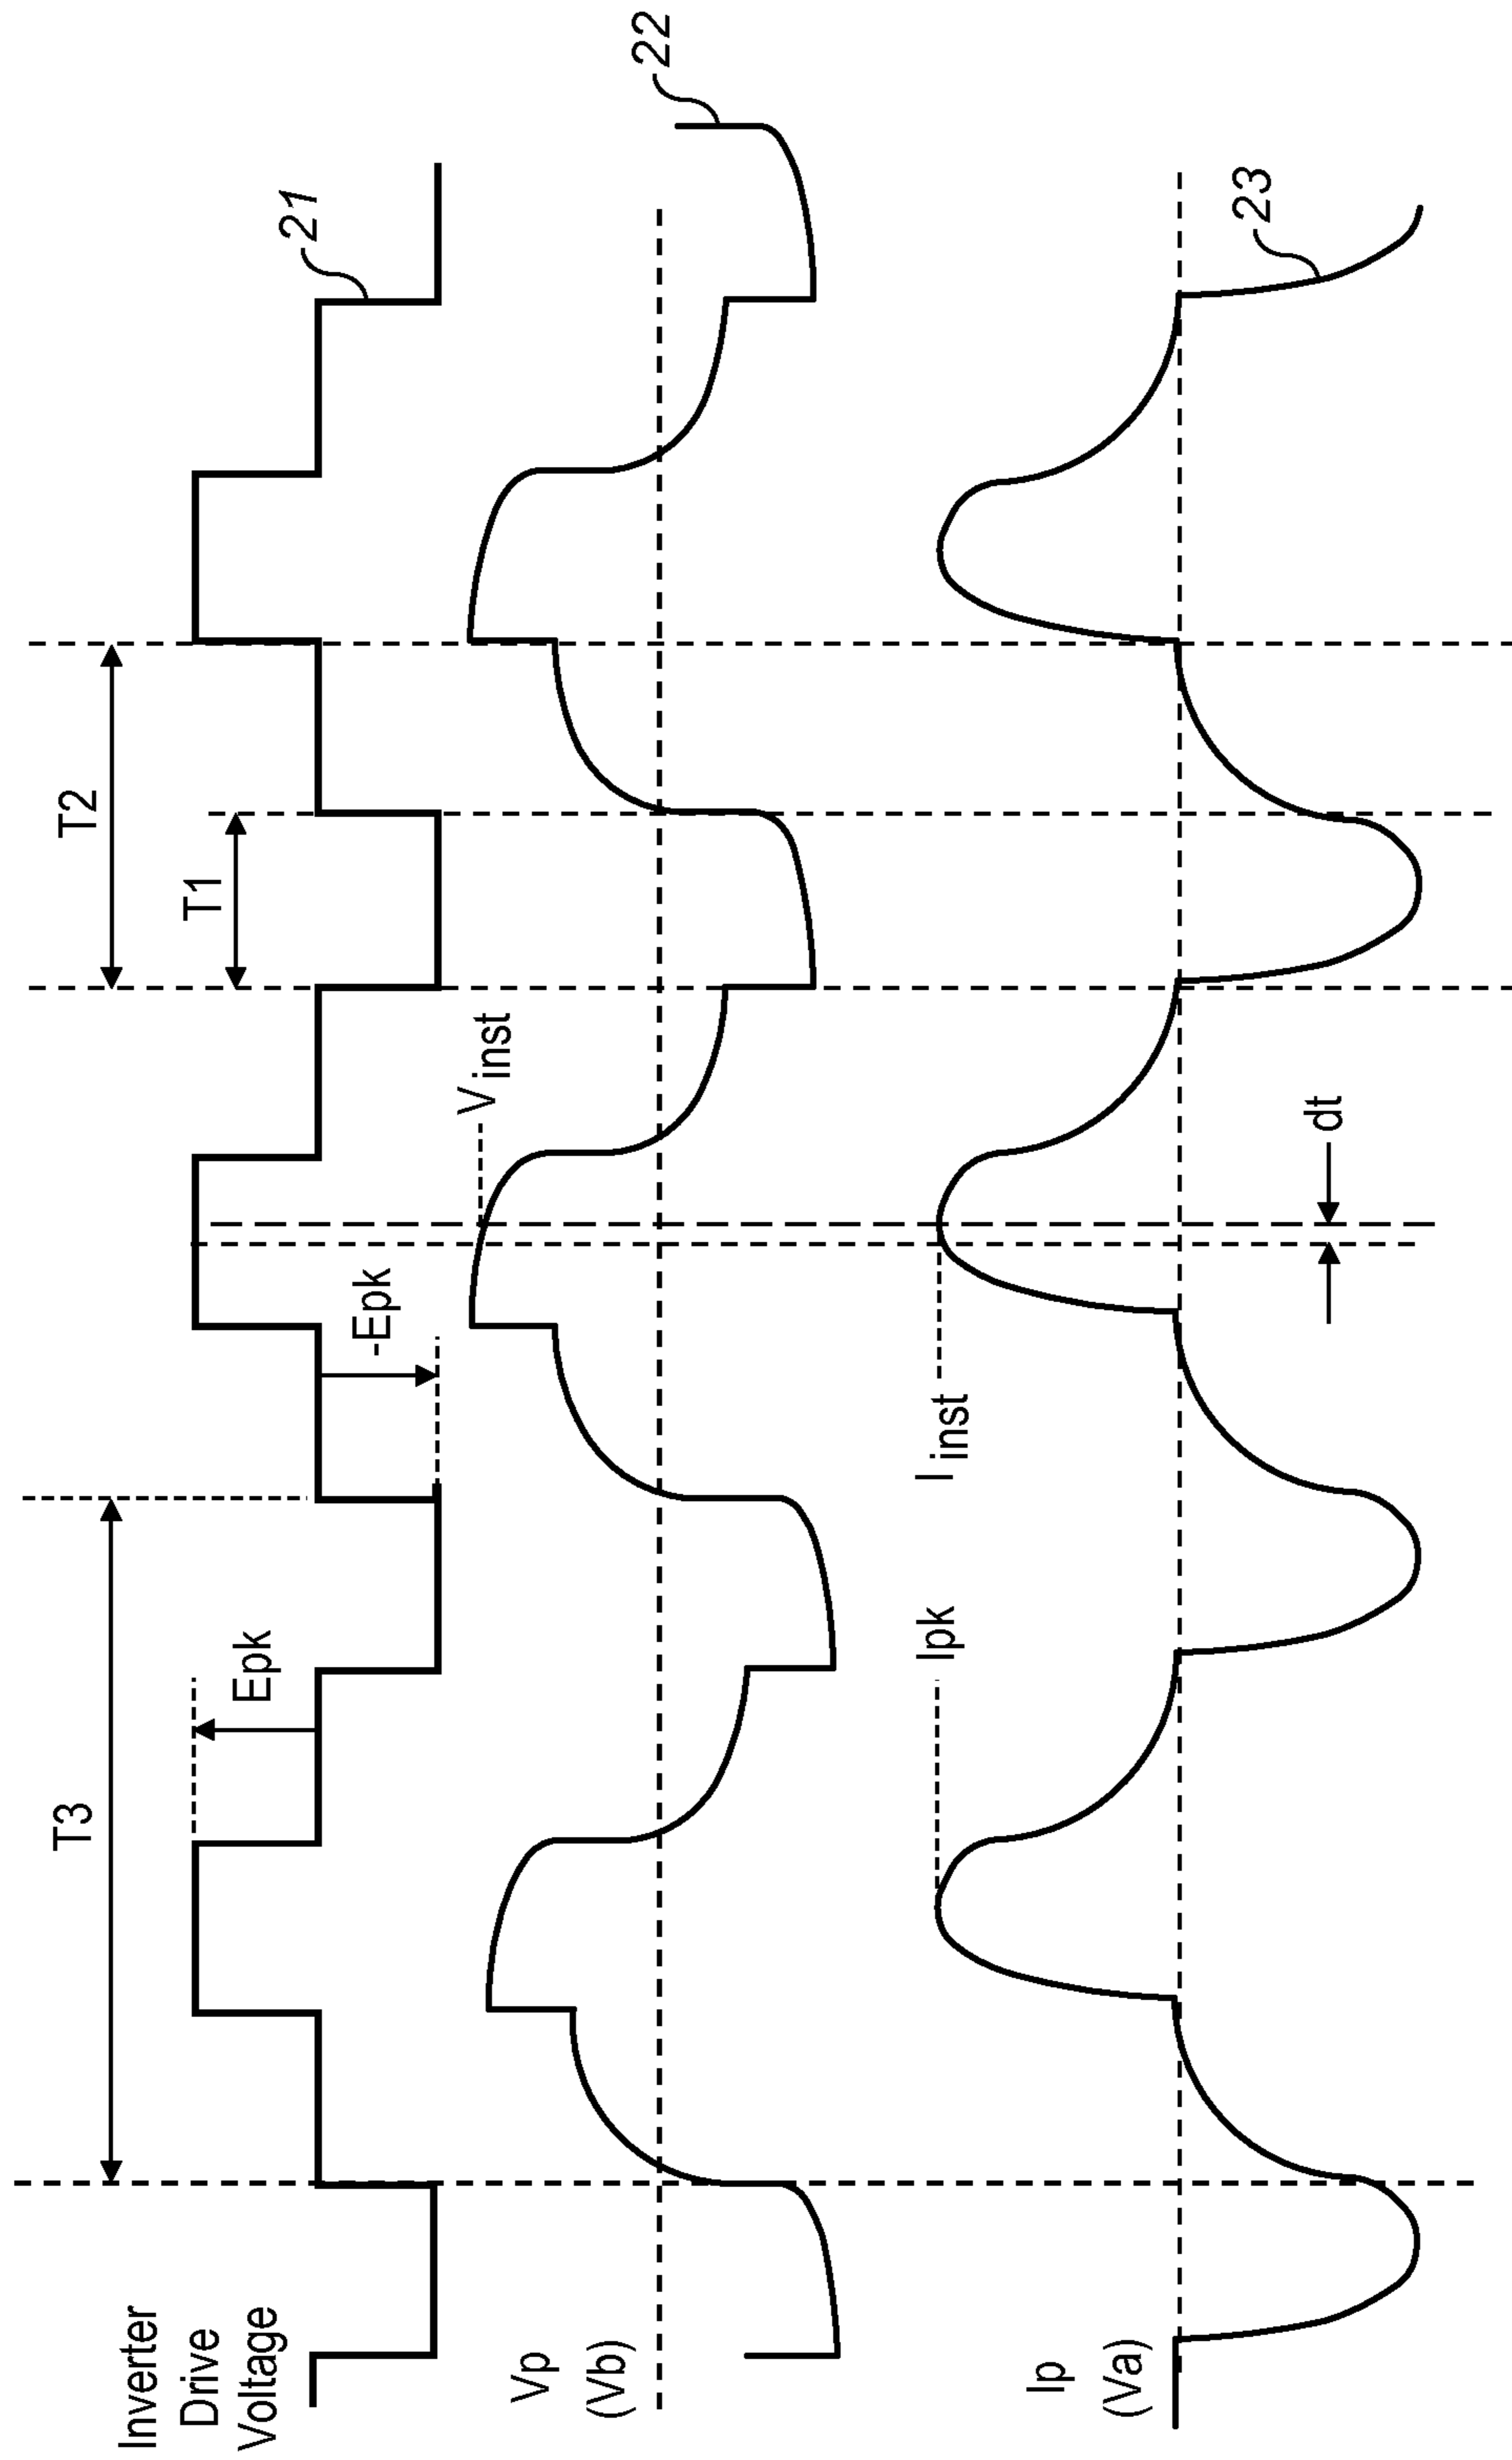 Inverter
Drive
Voltage
T3
Epk
-Epk
T2
T1
21
Vp
(Vb)
Vinst
22
Ip
(Va)
Ipk
Iinst
dt
23